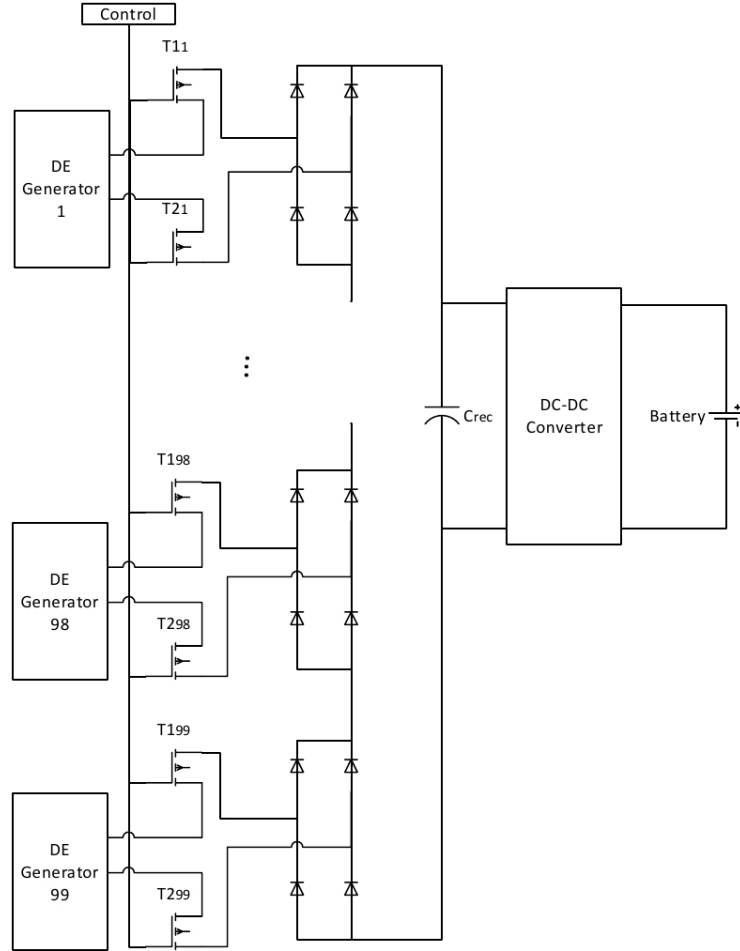 Control
T11
DE
Generator
1
T21
...
Crec
DC-DC
Converter
Battery
+
-
T198
DE
Generator
98
T298
T199
DE
Generator
99
T299